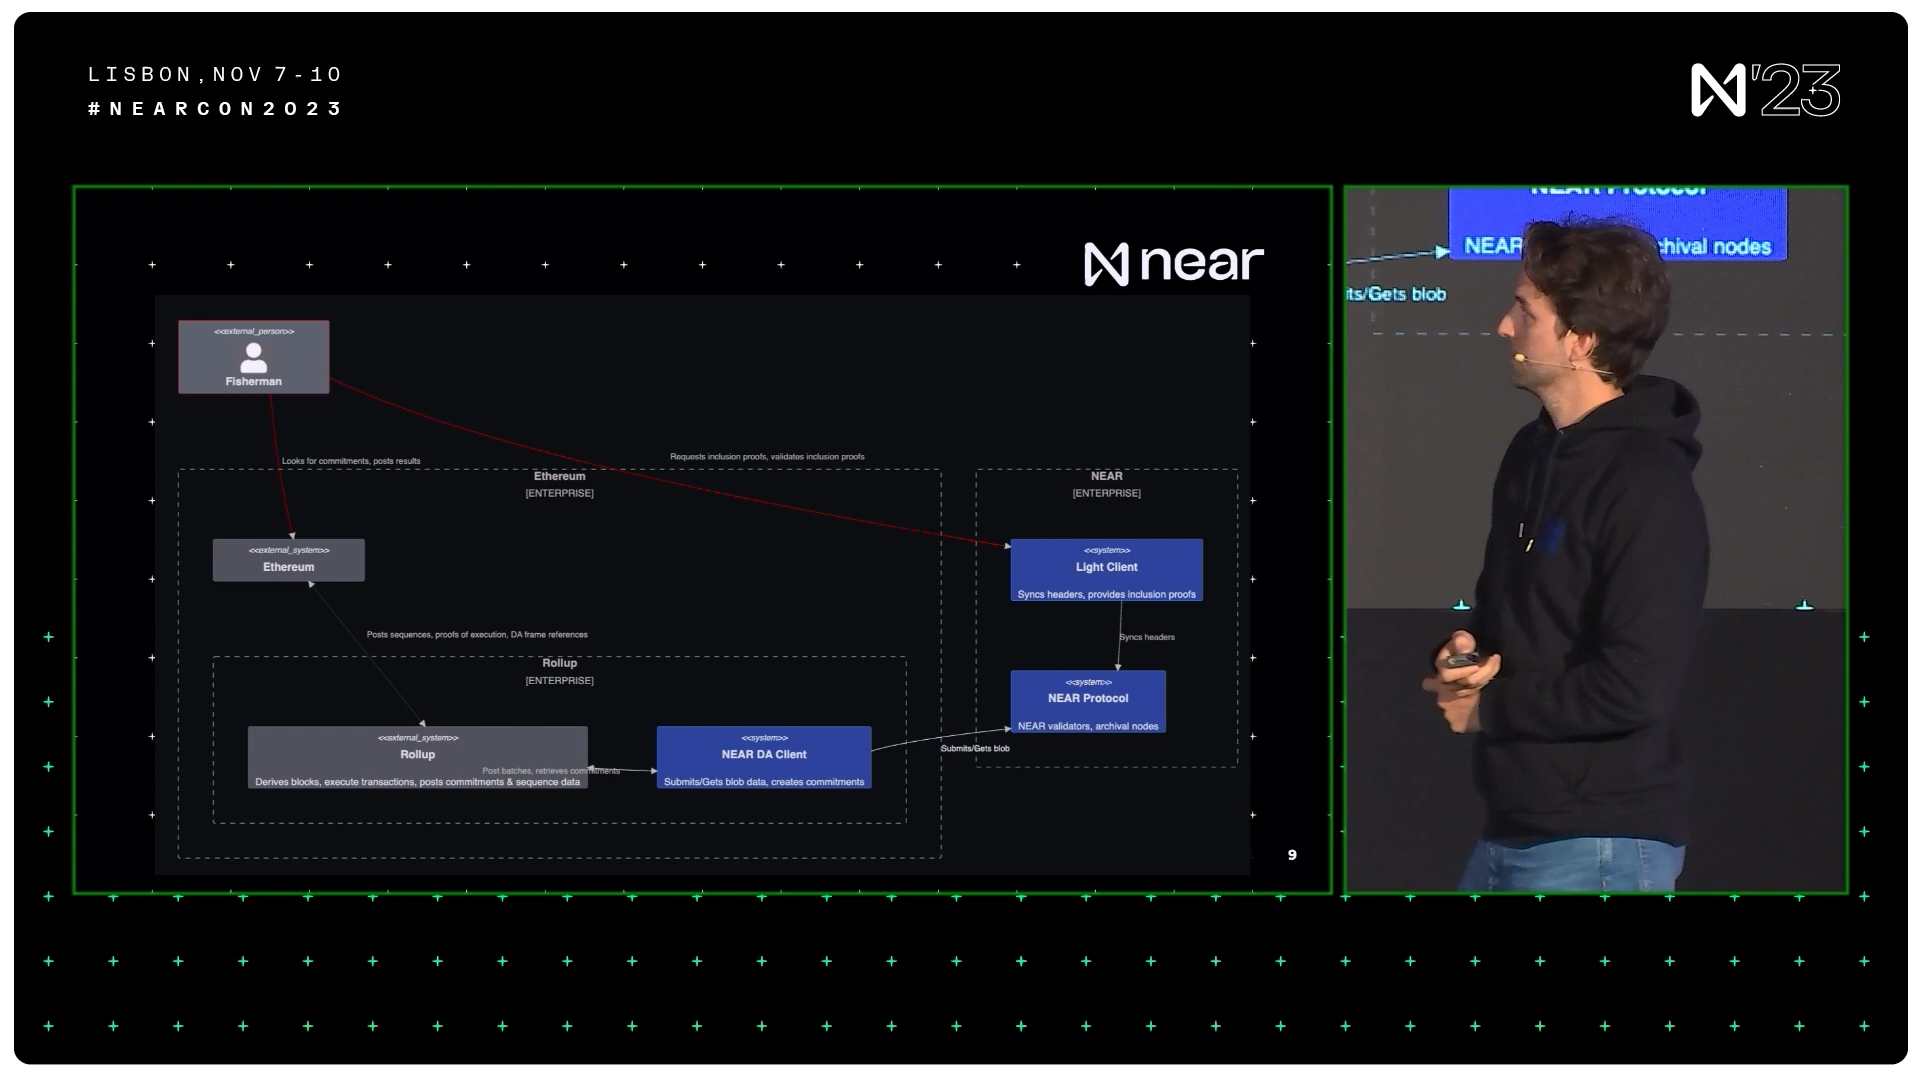 LISBON, NOV 7-10
#NEARCON2023
N'23
near
<<external_person>>
Fisherman
Looks for commitments, posts results
Requests inclusion proofs, validates inclusion proofs
Ethereum
[ENTERPRISE]
NEAR
[ENTERPRISE]
<<external_system>>
Ethereum
<<system>>
Light Client
Syncs headers, provides inclusion proofs
Posts sequences, proofs of execution, DA frame references
Syncs headers
Rollup
[ENTERPRISE]
<<system>>
NEAR Protocol
NEAR validators, archival nodes
<<external_system>>
Rollup
Post batches, retrieves commitments
Derives blocks, execute transactions, posts commitments & sequence data
<<system>>
NEAR DA Client
Submits/Gets blob data, creates commitments
Submits/Gets blob
9
NEAR Protocol
NEAR chival nodes
its/Gets blob